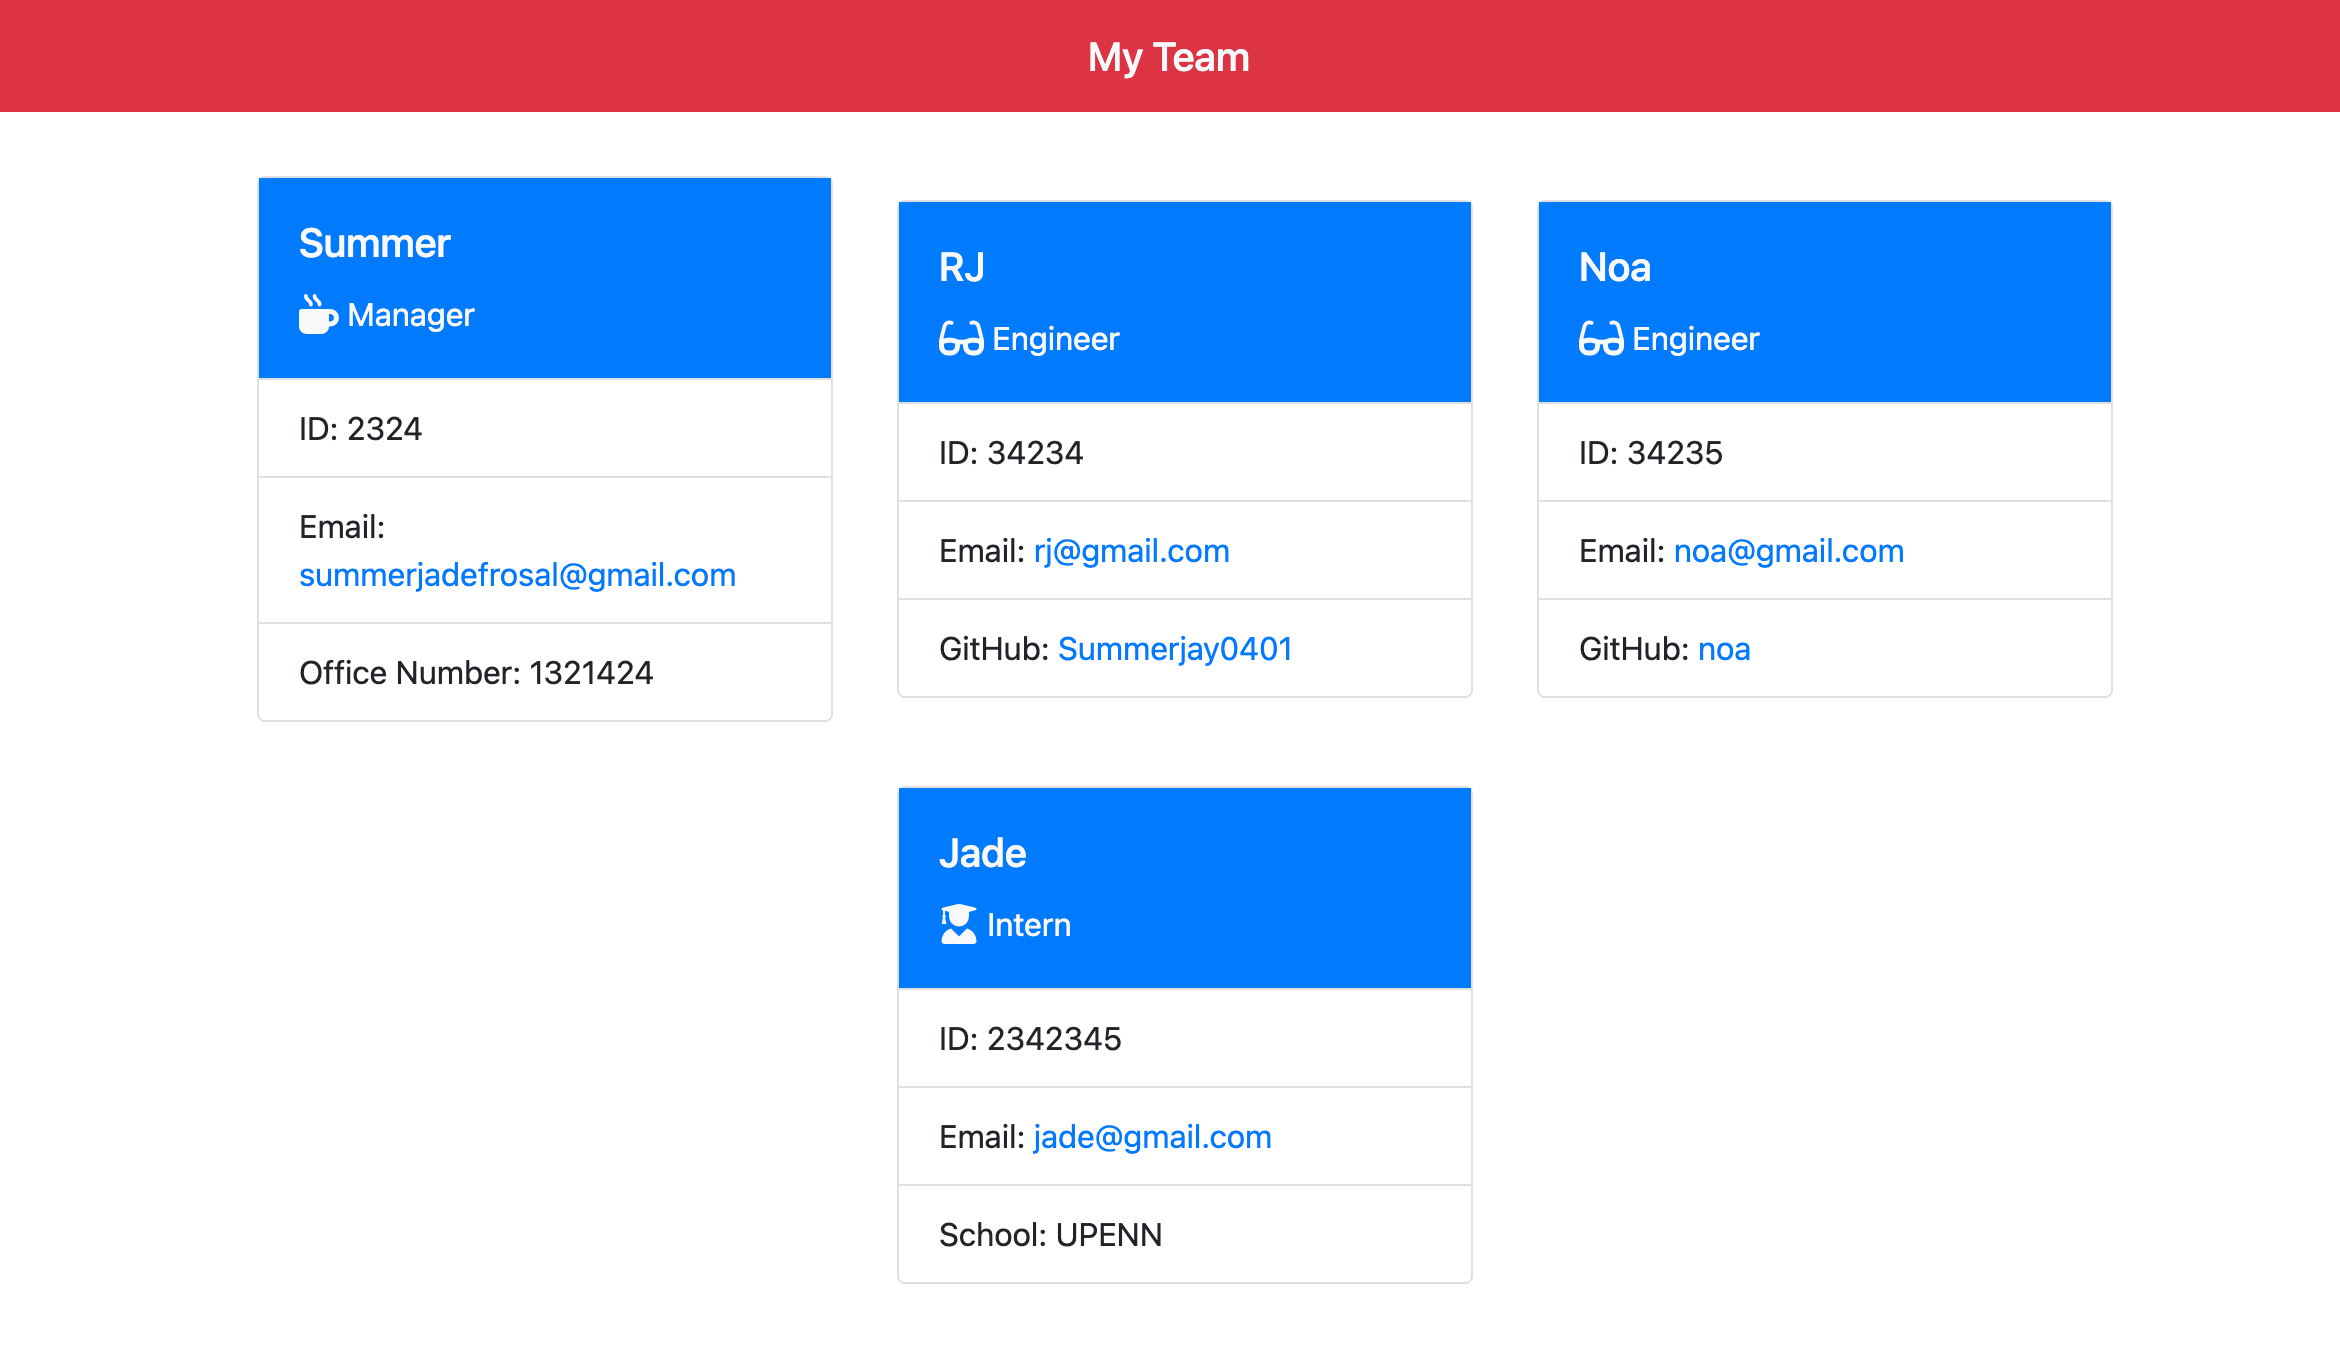 My Team
Summer
Manager
ID: 2324
Email:
summerjadefrosal@gmail.com
Office Number: 1321424
RJ
Engineer
ID: 34234
Email: rj@gmail.com
GitHub: Summerjay0401
Noa
Engineer
ID: 34235
Email: noa@gmail.com
GitHub: noa
Jade
Intern
ID: 2342345
Email: jade@gmail.com
School: UPENN